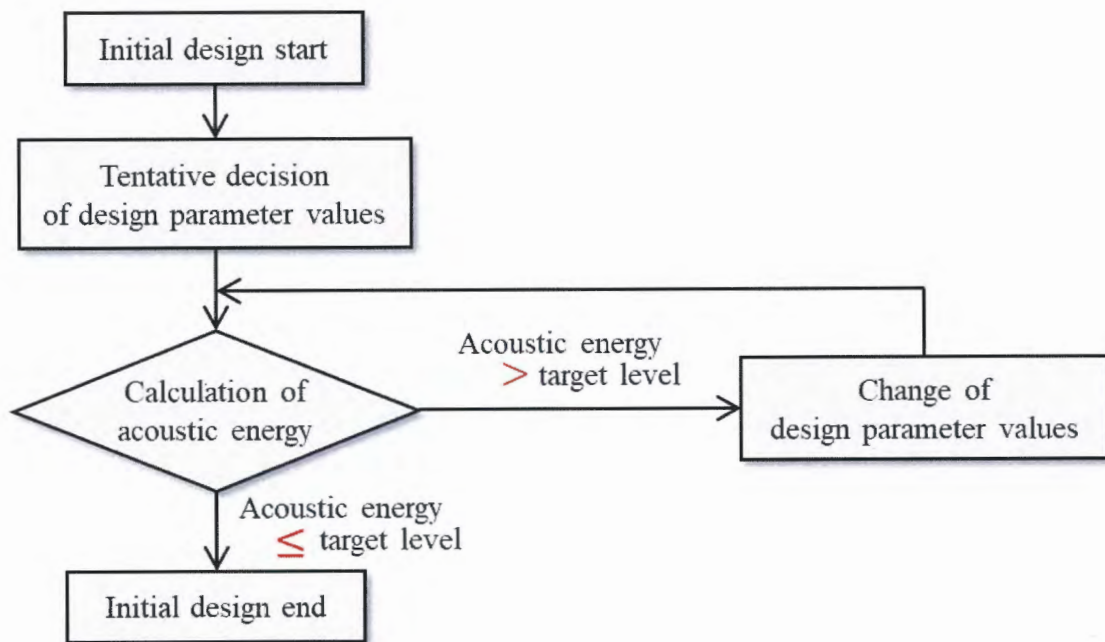 Initial design start
Tentative decision
of design parameter values
Calculation of
acoustic energy
Acoustic energy
> target level
Change of
design parameter values
Acoustic energy
≤ target level
Initial design end